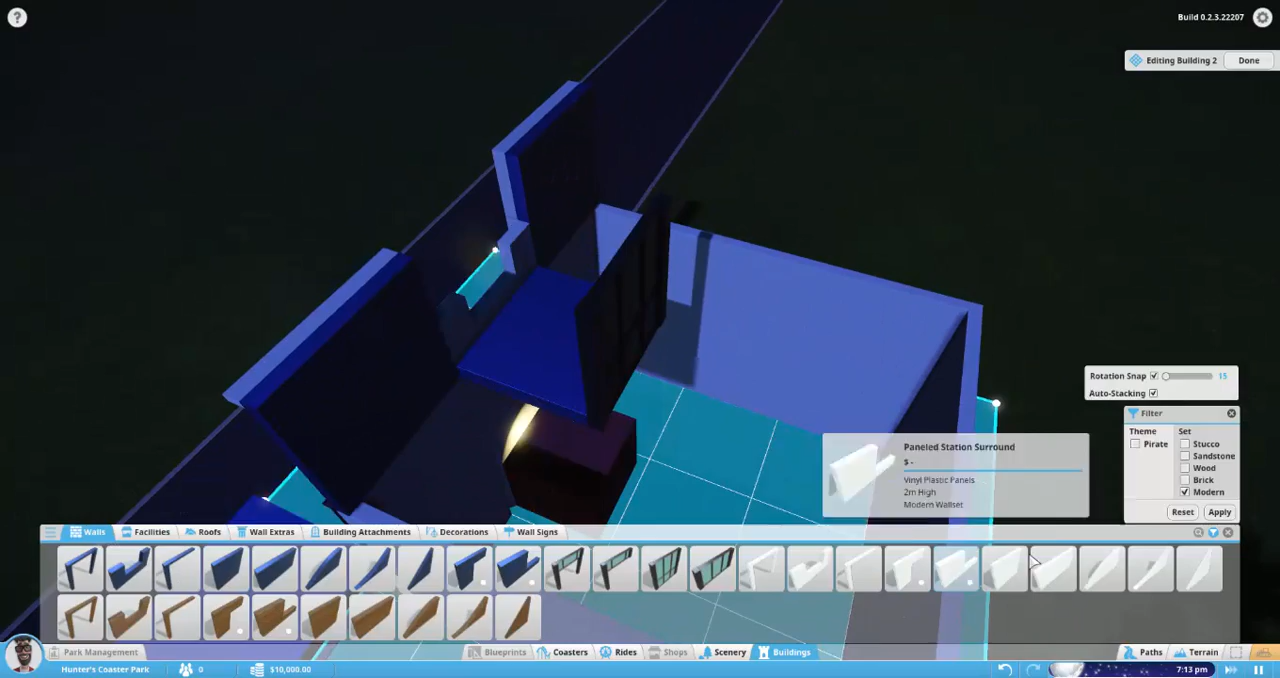 ?
Build 0.2.3.22207
Editing Building 2
Done
Rotation Snap
15
Auto-Stacking
Filter
Theme
Set
Pirate
Stucco
Sandstone
Wood
Brick
Modern
Reset
Apply
Paneled Station Surround
$ -
Vinyl Plastic Panels
2m High
Modern Wallset
Walls
Facilities
Roofs
Wall Extras
Building Attachments
Decorations
Wall Signs
Park Management
Blueprints
Coasters
Rides
Shops
Scenery
Buildings
Paths
Terrain
Hunter's Coaster Park
0
$10,000.00
7:13 pm